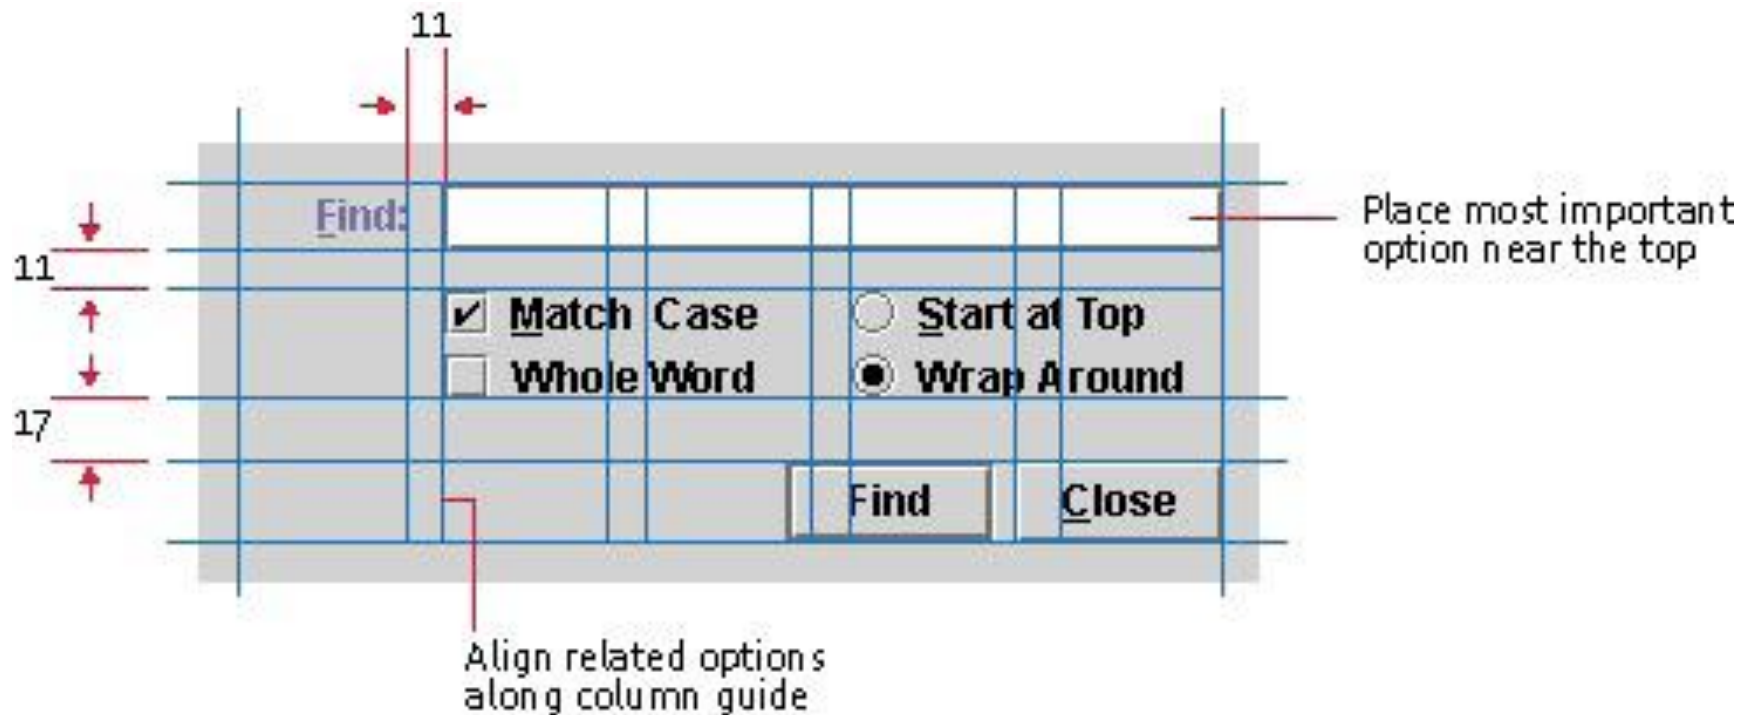 11
Find:
Place most important
option near the top
11
Match Case
Start at Top
Whole Word
Wrap Around
17
Find
Close
Align related options
along column guide